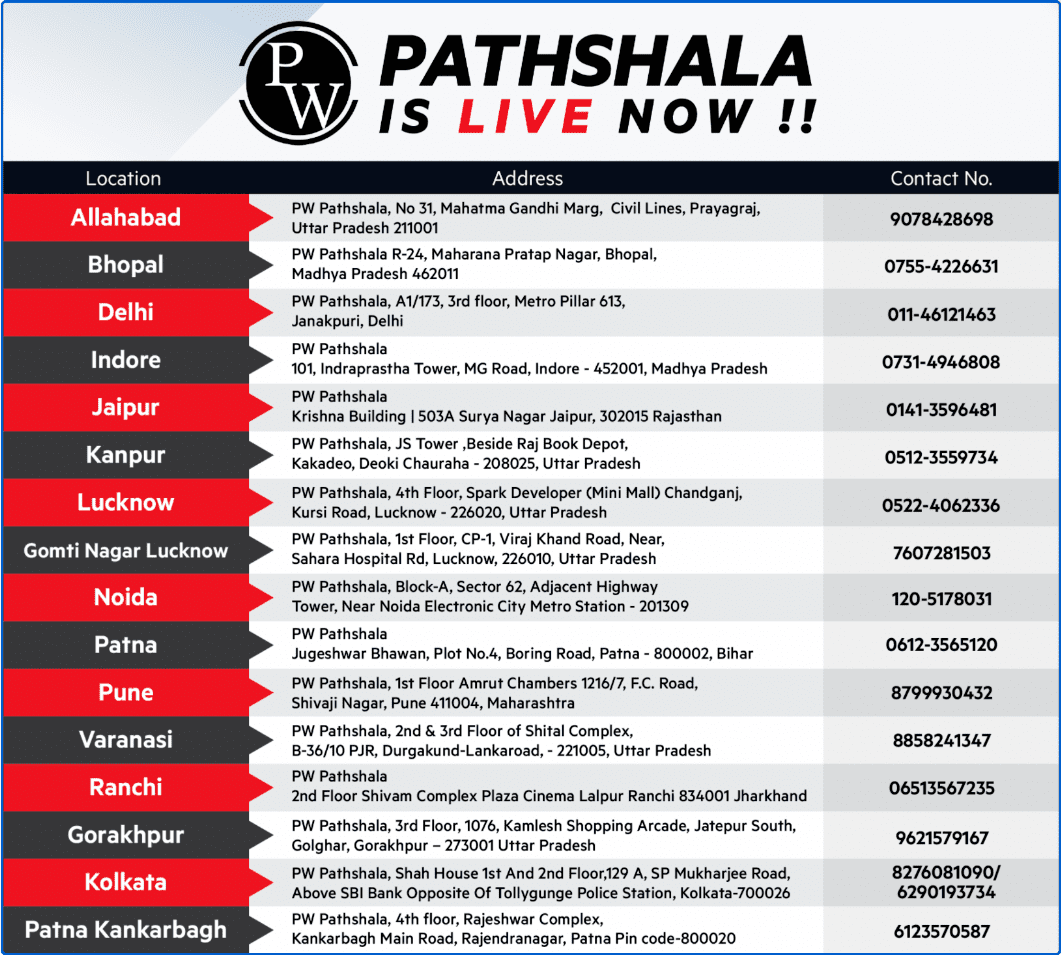 PW
PATHSHALA
IS LIVE NOW !!
Location Address Contact No.
Allahabad
PW Pathshala, No 31, Mahatma Gandhi Marg, Civil Lines, Prayagraj,
Uttar Pradesh 211001
9078428698
Bhopal
PW Pathshala R-24, Maharana Pratap Nagar, Bhopal,
Madhya Pradesh 462011
0755-4226631
Delhi
PW Pathshala, A1/173, 3rd floor, Metro Pillar 613,
Janakpuri, Delhi
011-46121463
Indore
PW Pathshala
101, Indraprastha Tower, MG Road, Indore - 452001, Madhya Pradesh
0731-4946808
Jaipur
PW Pathshala
Krishna Building | 503A Surya Nagar Jaipur, 302015 Rajasthan
0141-3596481
Kanpur
PW Pathshala, JS Tower ,Beside Raj Book Depot,
Kakadeo, Deoki Chauraha - 208025, Uttar Pradesh
0512-3559734
Lucknow
PW Pathshala, 4th Floor, Spark Developer (Mini Mall) Chandganj,
Kursi Road, Lucknow - 226020, Uttar Pradesh
0522-4062336
Gomti Nagar Lucknow
PW Pathshala, 1st Floor, CP-1, Viraj Khand Road, Near,
Sahara Hospital Rd, Lucknow, 226010, Uttar Pradesh
7607281503
Noida
PW Pathshala, Block-A, Sector 62, Adjacent Highway
Tower, Near Noida Electronic City Metro Station - 201309
120-5178031
Patna
PW Pathshala
Jugeshwar Bhawan, Plot No.4, Boring Road, Patna - 800002, Bihar
0612-3565120
Pune
PW Pathshala, 1st Floor Amrut Chambers 1216/7, F.C. Road,
Shivaji Nagar, Pune 411004, Maharashtra
8799930432
Varanasi
PW Pathshala, 2nd & 3rd Floor of Shital Complex,
B-36/10 PJR, Durgakund-Lankaroad, - 221005, Uttar Pradesh
8858241347
Ranchi
PW Pathshala
2nd Floor Shivam Complex Plaza Cinema Lalpur Ranchi 834001 Jharkhand
06513567235
Gorakhpur
PW Pathshala, 3rd Floor, 1076, Kamlesh Shopping Arcade, Jatepur South,
Golghar, Gorakhpur – 273001 Uttar Pradesh
9621579167
Kolkata
PW Pathshala, Shah House 1st And 2nd Floor,129 A, SP Mukharjee Road,
Above SBI Bank Opposite Of Tollygunge Police Station, Kolkata-700026
8276081090/
6290193734
Patna Kankarbagh
PW Pathshala, 4th floor, Rajeshwar Complex,
Kankarbagh Main Road, Rajendranagar, Patna Pin code-800020
6123570587